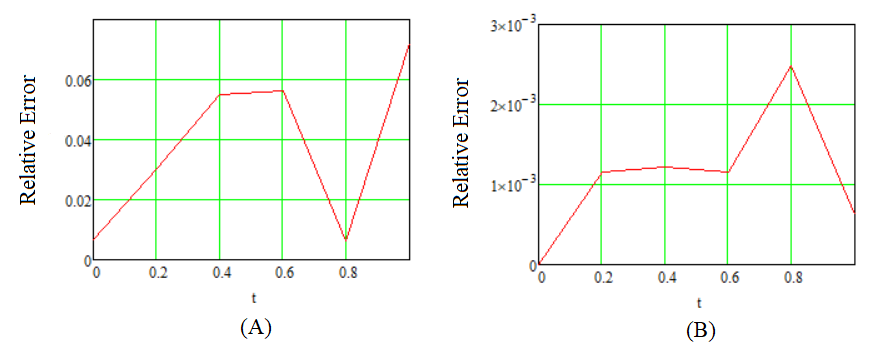 Relative Error
0.06
0.04
0.02
0
0 0.2 0.4 0.6 0.8
t
(A)
Relative Error
3×10⁻³
2×10⁻³
1×10⁻³
0
0 0.2 0.4 0.6 0.8
t
(B)